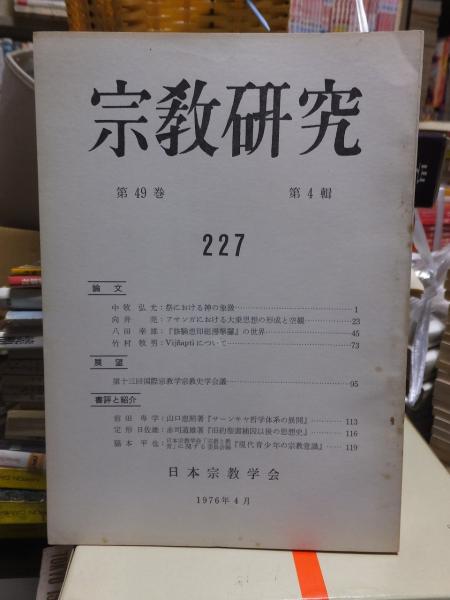 宗教研究
第49巻 第4輯
227
論文
中牧弘允：祭における神の象徴……1
向井亮：アサンガにおける大乗思想の形成と空観……23
八田幸雄：『胎蔵界印紐漫拏羅』の世界……45
竹村牧男：Vijñaptiについて……73
展望
第十三回国際宗教学宗教史学会議……95
書評と紹介
前田専学：山口恵照著『サーンキヤ哲学体系の展開』……113
定形日佐雄：赤司道雄著『旧約聖書捕囚以後の思想史』……116
脇本平也：日本宗教学会「宗教と教育」に関する委員会編『現代青少年の宗教意識』……119
日本宗教学会
1976年4月